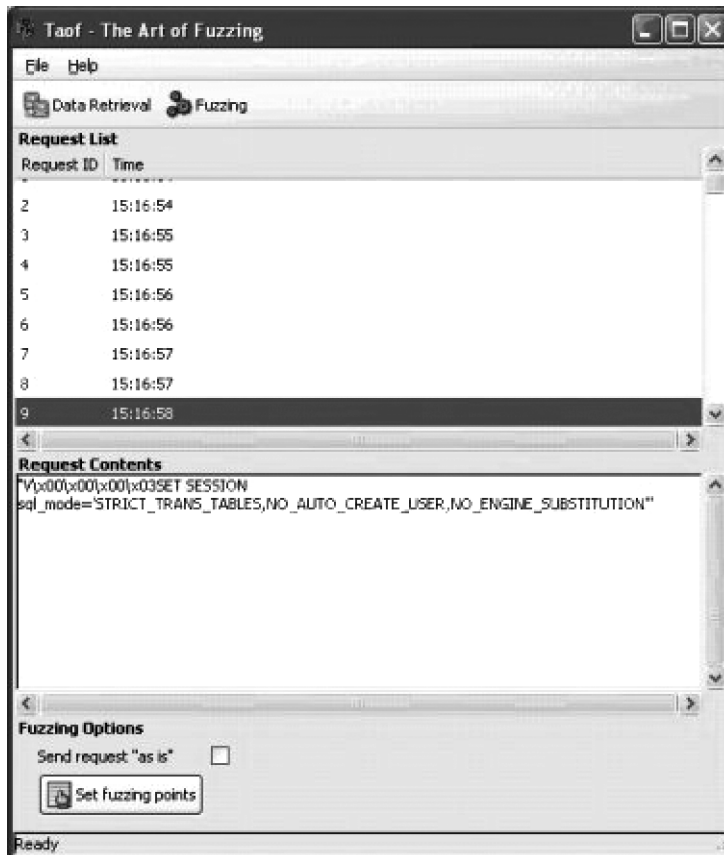 Taof - The Art of Fuzzing
File Help
Data Retrieval Fuzzing
Request List
Request ID Time
2 15:16:54
3 15:16:55
4 15:16:55
5 15:16:56
6 15:16:56
7 15:16:57
8 15:16:57
9 15:16:58
Request Contents
"V\x00\x00\x00\x03SET SESSION
sql_mode='STRICT_TRANS_TABLES,NO_AUTO_CREATE_USER,NO_ENGINE_SUBSTITUTION'"
Fuzzing Options
Send request "as is"
Set fuzzing points
Ready